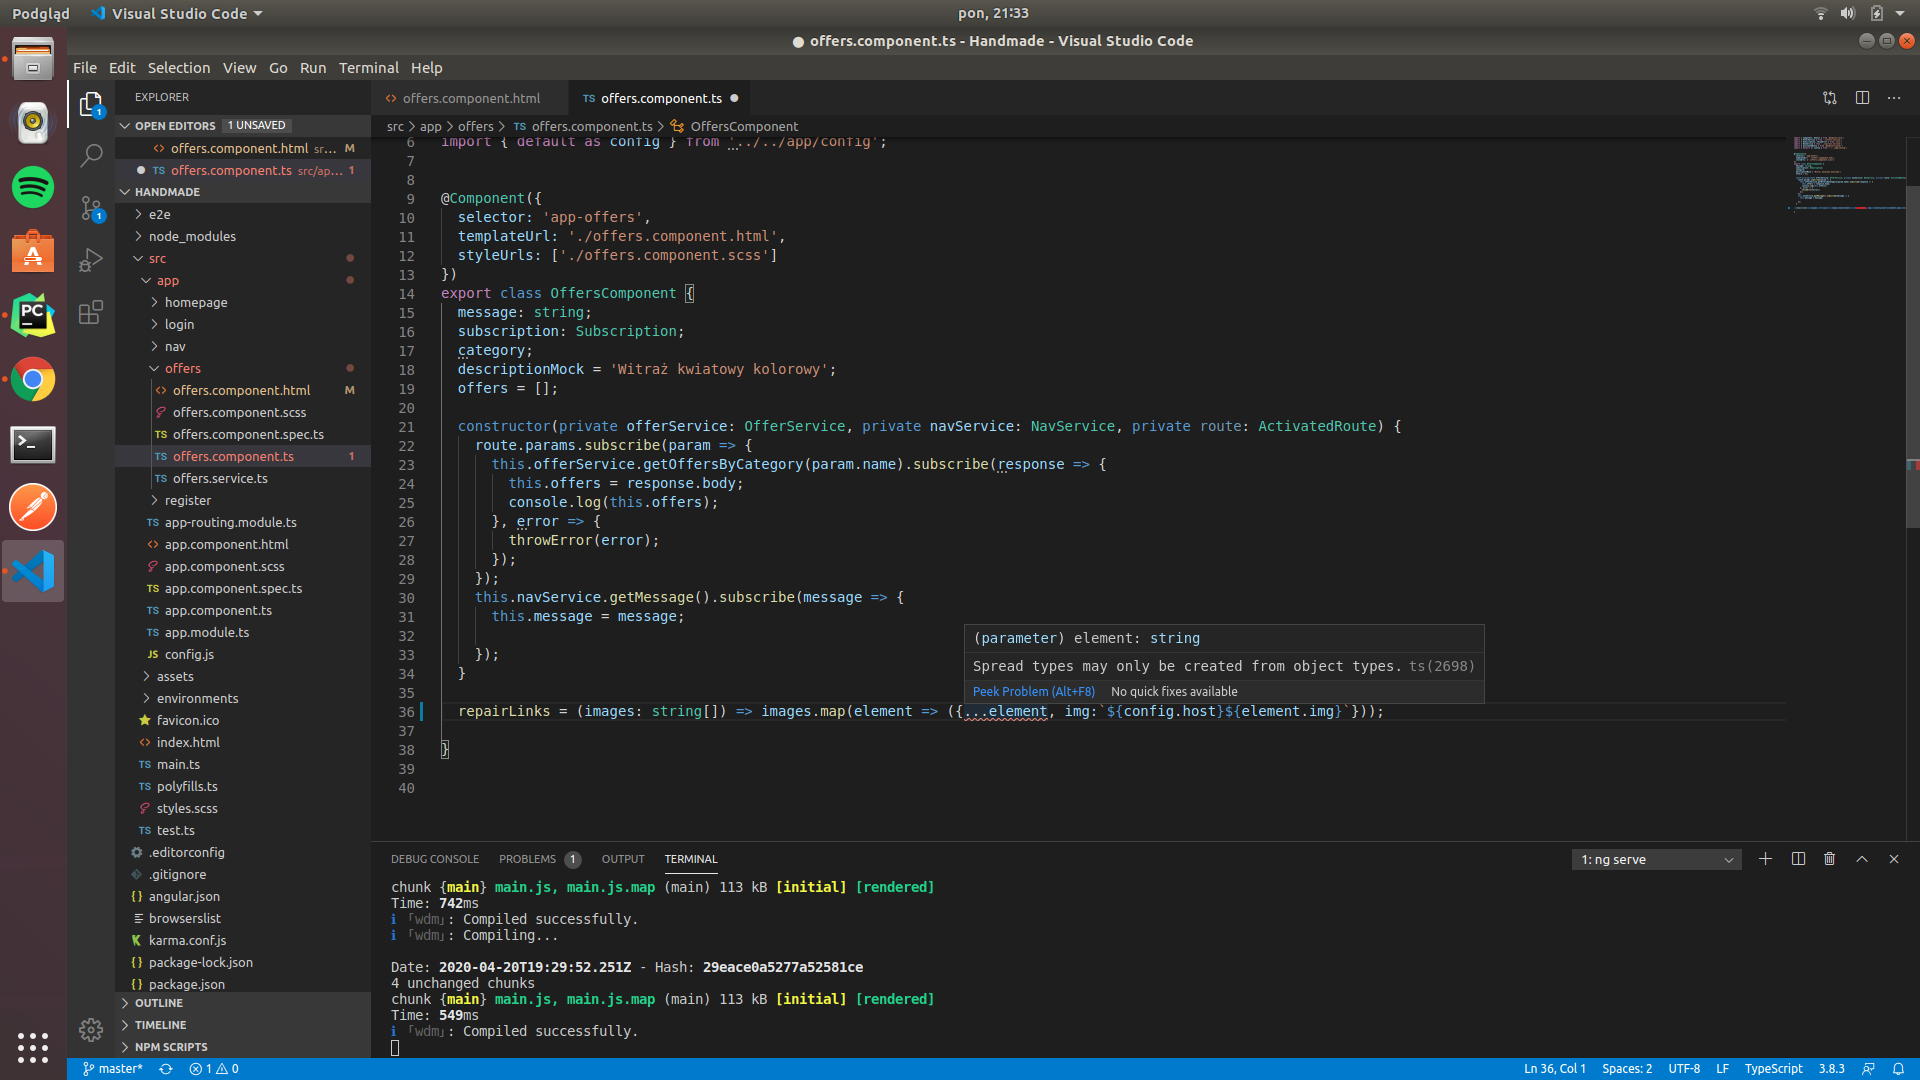 Podgląd
Visual Studio Code
pon, 21:33
● offers.component.ts - Handmade - Visual Studio Code
File Edit Selection View Go Run Terminal Help
EXPLORER
OPEN EDITORS 1 UNSAVED
<> offers.component.html sr... M
● TS offers.component.ts src/ap... 1
HANDMADE
e2e
node_modules
src
app
homepage
login
nav
offers
<> offers.component.html M
offers.component.scss
TS offers.component.spec.ts
TS offers.component.ts 1
TS offers.service.ts
register
TS app-routing.module.ts
<> app.component.html
app.component.scss
TS app.component.spec.ts
TS app.component.ts
TS app.module.ts
JS config.js
assets
environments
favicon.ico
<> index.html
TS main.ts
TS polyfills.ts
styles.scss
TS test.ts
.editorconfig
.gitignore
{} angular.json
browserslist
karma.conf.js
{} package-lock.json
{} package.json
OUTLINE
TIMELINE
NPM SCRIPTS
<> offers.component.html
TS offers.component.ts ●
src > app > offers > TS offers.component.ts > OffersComponent
6 import { default as config } from '../../app/config';
7
8
9 @Component({
10 selector: 'app-offers',
11 templateUrl: './offers.component.html',
12 styleUrls: ['./offers.component.scss']
13 })
14 export class OffersComponent {
15 message: string;
16 subscription: Subscription;
17 category;
18 descriptionMock = 'Witraż kwiatowy kolorowy';
19 offers = [];
20
21 constructor(private offerService: OfferService, private navService: NavService, private route: ActivatedRoute) {
22 route.params.subscribe(param => {
23 this.offerService.getOffersByCategory(param.name).subscribe(response => {
24 this.offers = response.body;
25 console.log(this.offers);
26 }, error => {
27 throwError(error);
28 });
29 });
30 this.navService.getMessage().subscribe(message => {
31 this.message = message;
32
33 });
34 }
35
36 repairLinks = (images: string[]) => images.map(element => ({...element, img:`${config.host}${element.img}`}));
37
38 }
39
40
(parameter) element: string
Spread types may only be created from object types. ts(2698)
Peek Problem (Alt+F8) No quick fixes available
DEBUG CONSOLE PROBLEMS 1 OUTPUT TERMINAL
1: ng serve
chunk {main} main.js, main.js.map (main) 113 kB [initial] [rendered]
Time: 742ms
ℹ ｢wdm｣: Compiled successfully.
ℹ ｢wdm｣: Compiling...
Date: 2020-04-20T19:29:52.251Z - Hash: 29eace0a5277a52581ce
4 unchanged chunks
chunk {main} main.js, main.js.map (main) 113 kB [initial] [rendered]
Time: 549ms
ℹ ｢wdm｣: Compiled successfully.
master* 1 0
Ln 36, Col 1 Spaces: 2 UTF-8 LF TypeScript 3.8.3